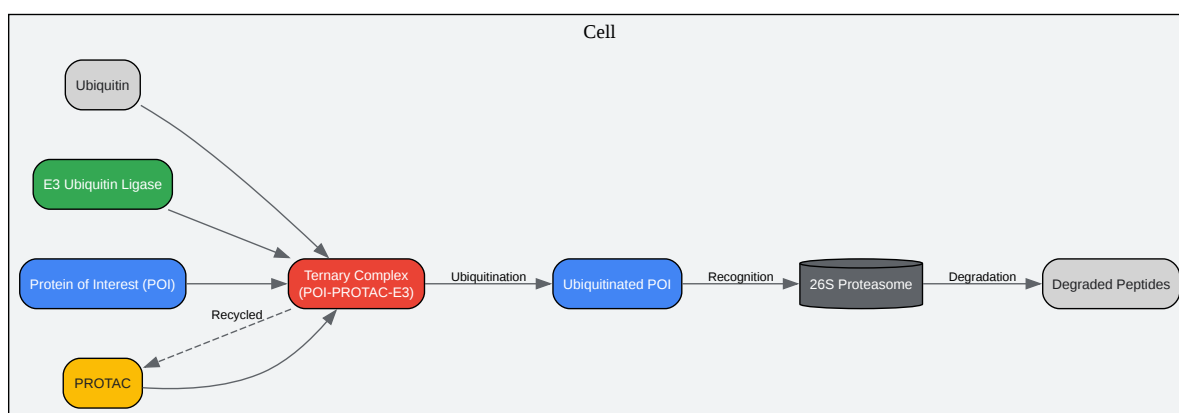 Cell
Ubiquitin
E3 Ubiquitin Ligase
Protein of Interest (POI)
Ternary Complex
(POI-PROTAC-E3)
Ubiquitination
Ubiquitinated POI
Recognition
26S Proteasome
Degradation
Degraded Peptides
Recycled
PROTAC